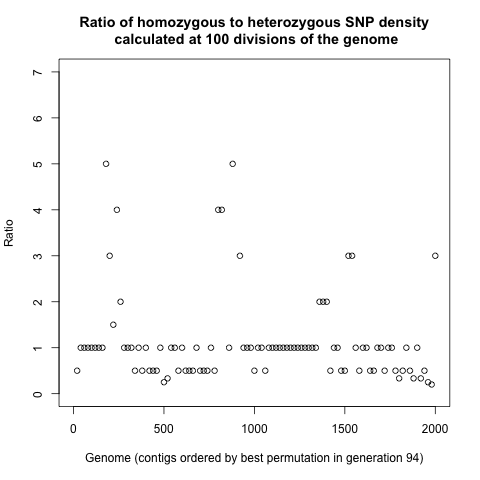 Ratio of homozygous to heterozygous SNP density
calculated at 100 divisions of the genome
7
6
5
4
3
2
1
0
Ratio
0 500 1000 1500 2000
Genome (contigs ordered by best permutation in generation 94)